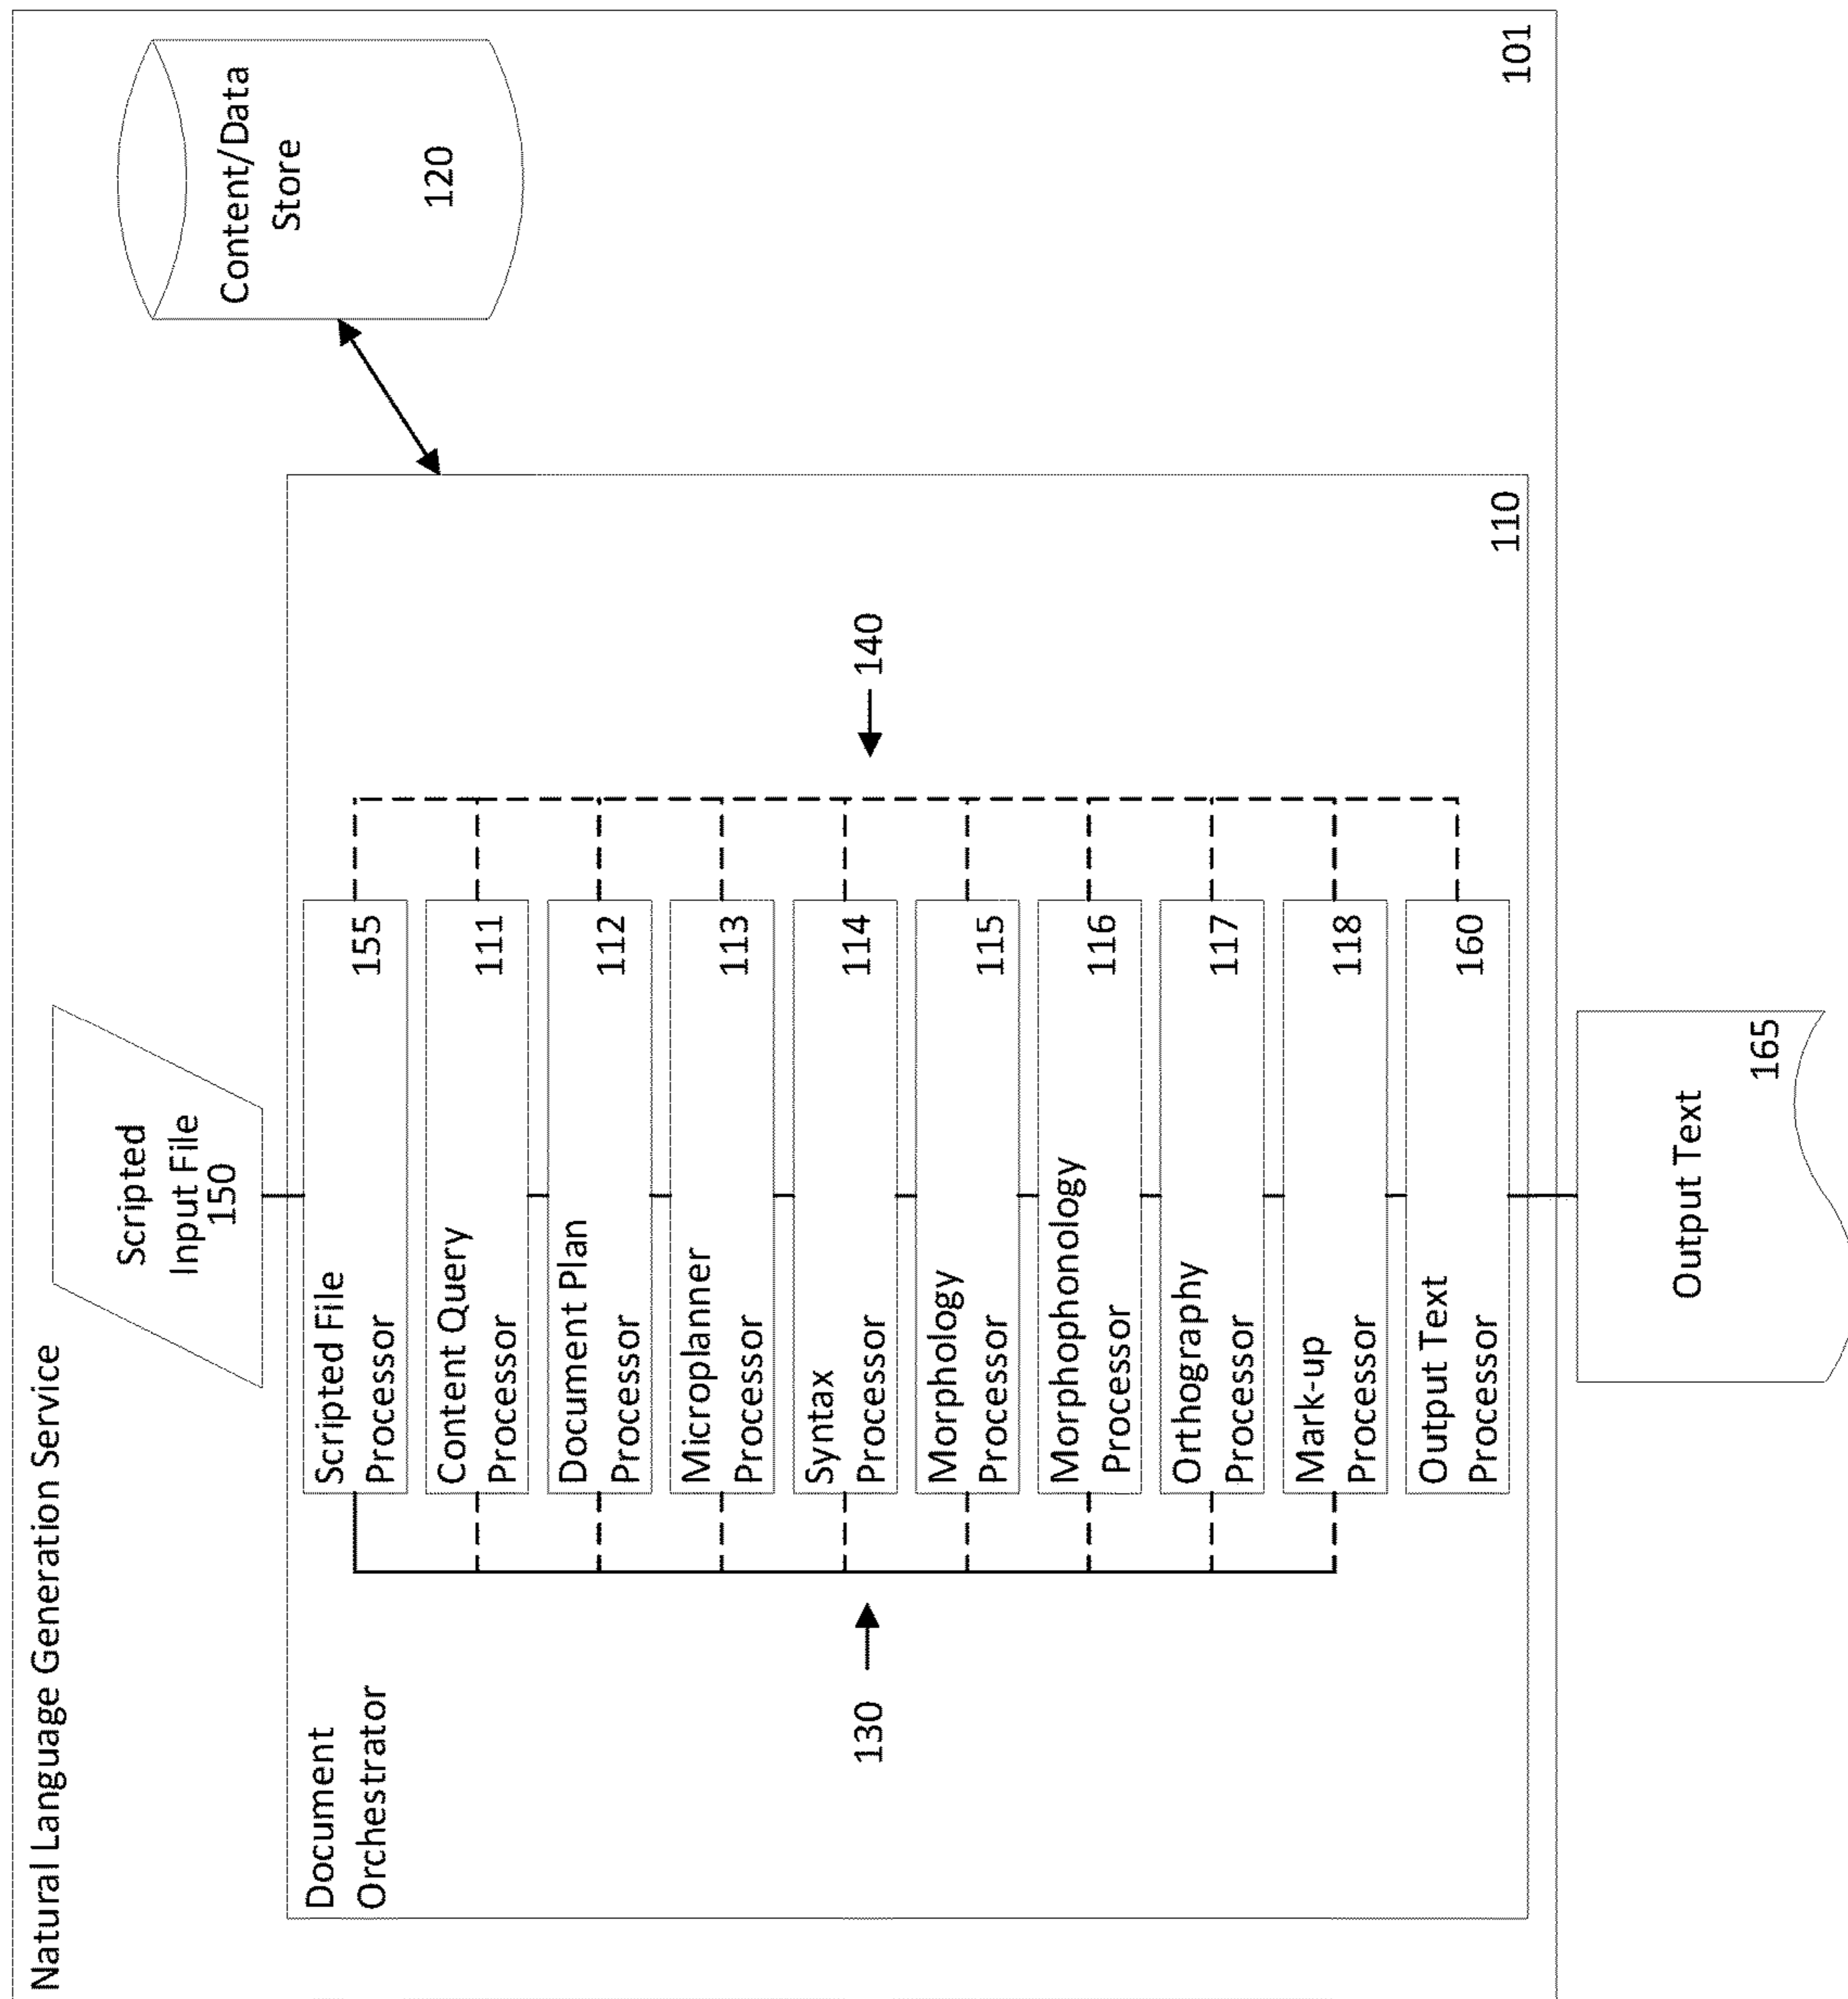 Natural Language Generation Service
Scripted
Input File
150
Content/Data
Store
120
Document
Orchestrator
Scripted File
Processor
155
Content Query
Processor
111
Document Plan
Processor
112
Microplanner
Processor
113
Syntax
Processor
114
Morphology
Processor
115
Morphophonology
Processor
116
Orthography
Processor
117
Mark-up
Processor
118
Output Text
Processor
160
130
140
110
101
Output Text
165